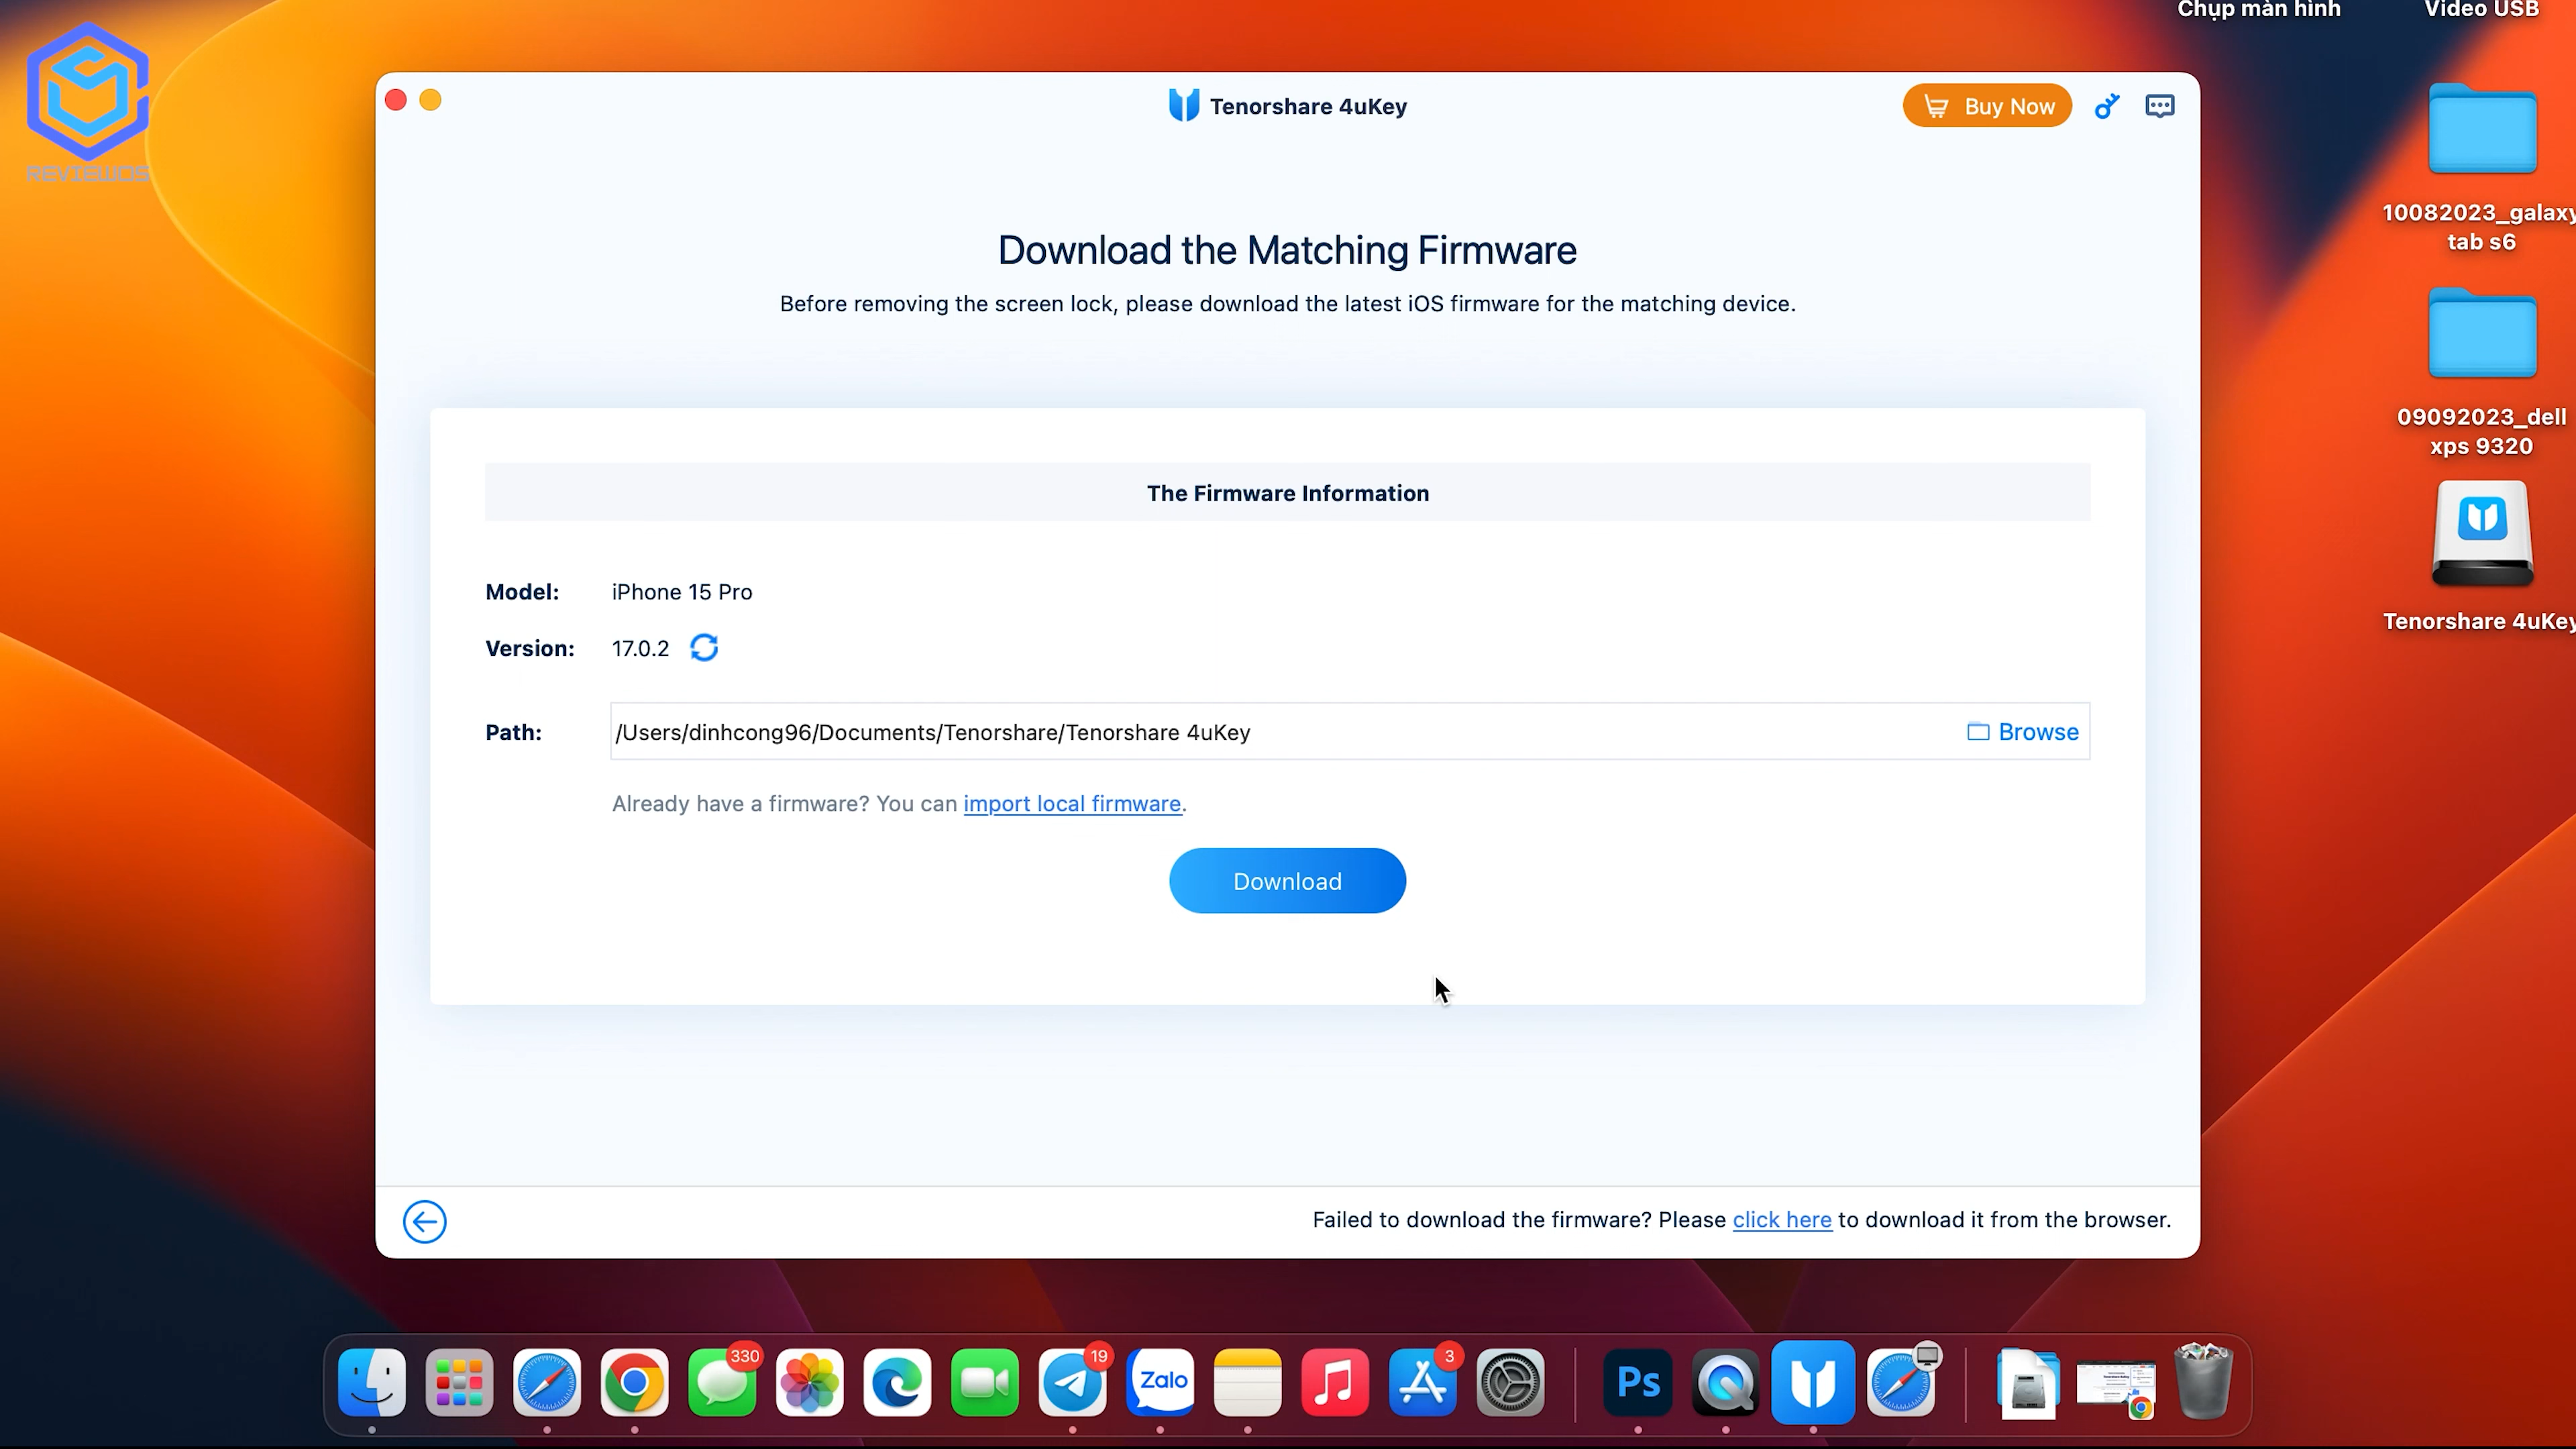 Chụp màn hình
Video USB
REVIEWDS
Tenorshare 4uKey
Buy Now
10082023_galaxy
tab s6
Download the Matching Firmware
Before removing the screen lock, please download the latest iOS firmware for the matching device.
09092023_dell
xps 9320
The Firmware Information
Model: iPhone 15 Pro
Tenorshare 4uKey
Version: 17.0.2
Path: /Users/dinhcong96/Documents/Tenorshare/Tenorshare 4uKey
Browse
Already have a firmware? You can import local firmware.
Download
Failed to download the firmware? Please click here to download it from the browser.
330
19
Zalo
3
Ps